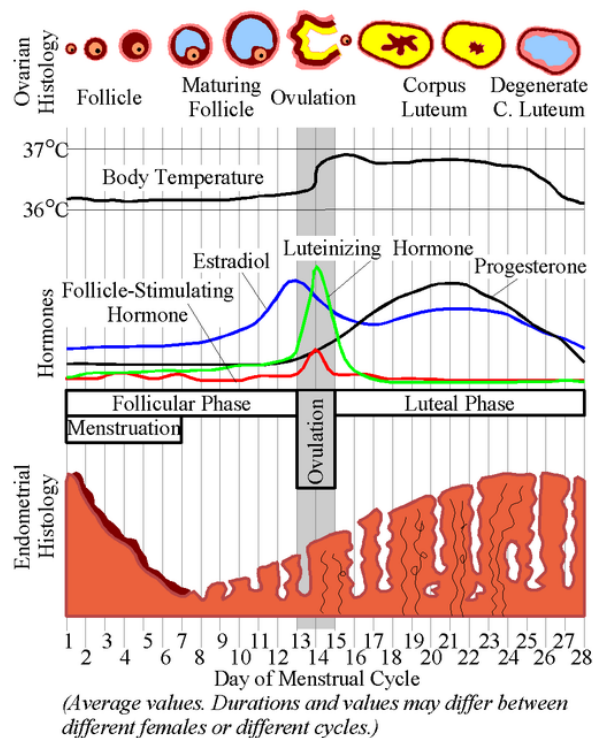 Ovarian
Histology
Follicle
Maturing
Follicle
Ovulation
Corpus
Luteum
Degenerate
C. Luteum
37°C
Body Temperature
36°C
Hormones
Luteinizing Hormone
Estradiol
Progesterone
Follicle-Stimulating
Hormone
Follicular Phase
Ovulation
Luteal Phase
Menstruation
Endometrial
Histology
1 3 5 7 9 11 13 15 17 19 21 23 25 27
2 4 6 8 10 12 14 16 18 20 22 24 26 28
Day of Menstrual Cycle
(Average values. Durations and values may differ between
different females or different cycles.)